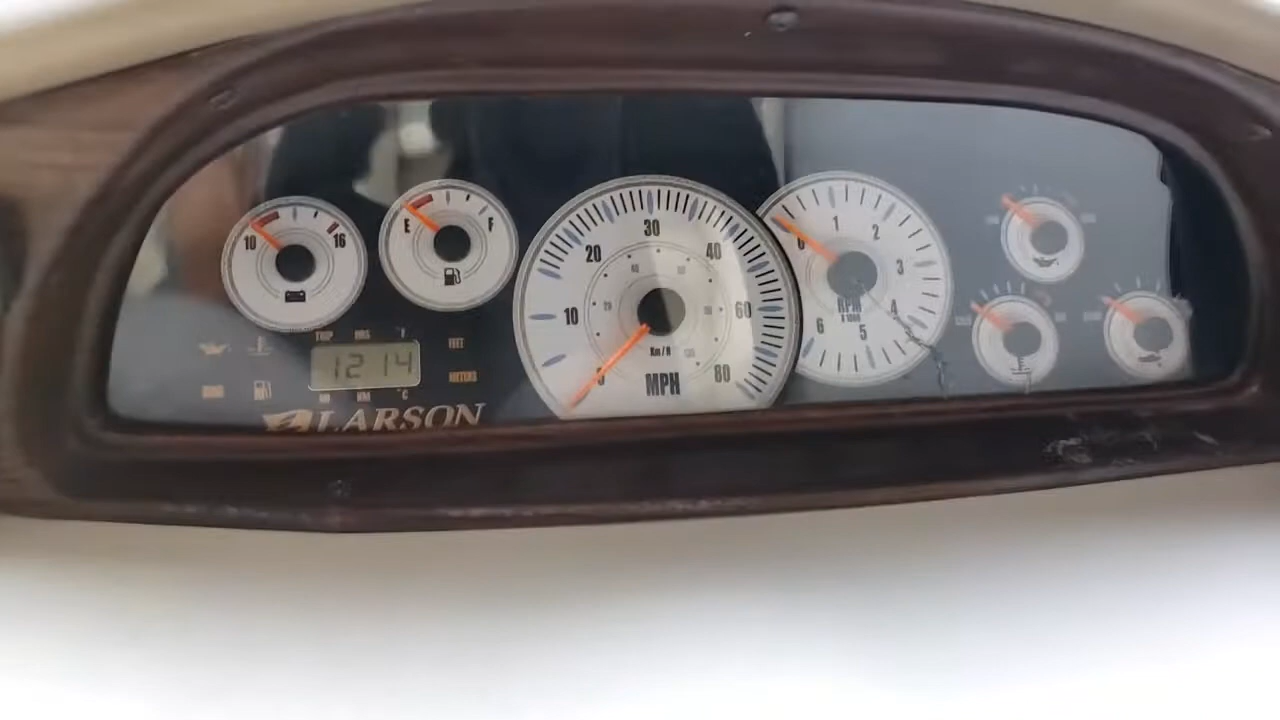 10 16
E F
TRIP HRS °F
1214
FEET
METERS
°C
LARSON
5 10 20 30 40 60 80
Km/H
MPH
0 1 2 3 4 5 6
RPM
X 1000